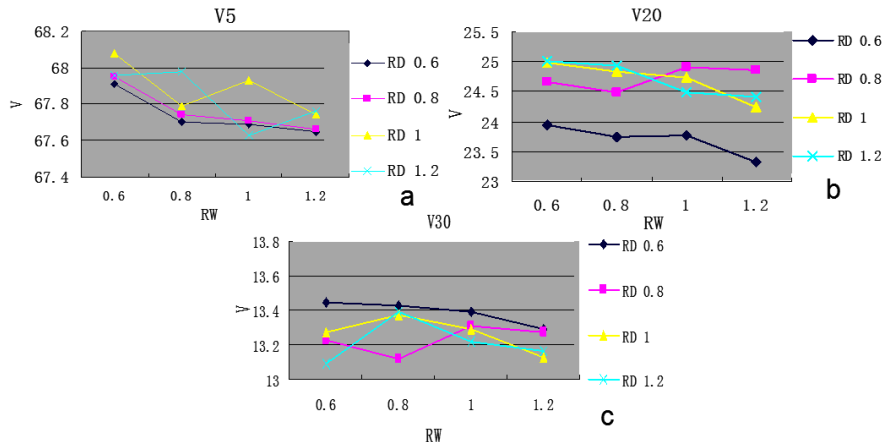 V5
68.2
68
67.8
67.6
67.4
V
0.6 0.8 1 1.2
RW
RD 0.6
RD 0.8
RD 1
RD 1.2
a
V20
25.5
25
24.5
24
23.5
23
V
0.6 0.8 1 1.2
RW
RD 0.6
RD 0.8
RD 1
RD 1.2
b
V30
13.8
13.6
13.4
13.2
13
V
0.6 0.8 1 1.2
RW
RD 0.6
RD 0.8
RD 1
RD 1.2
c